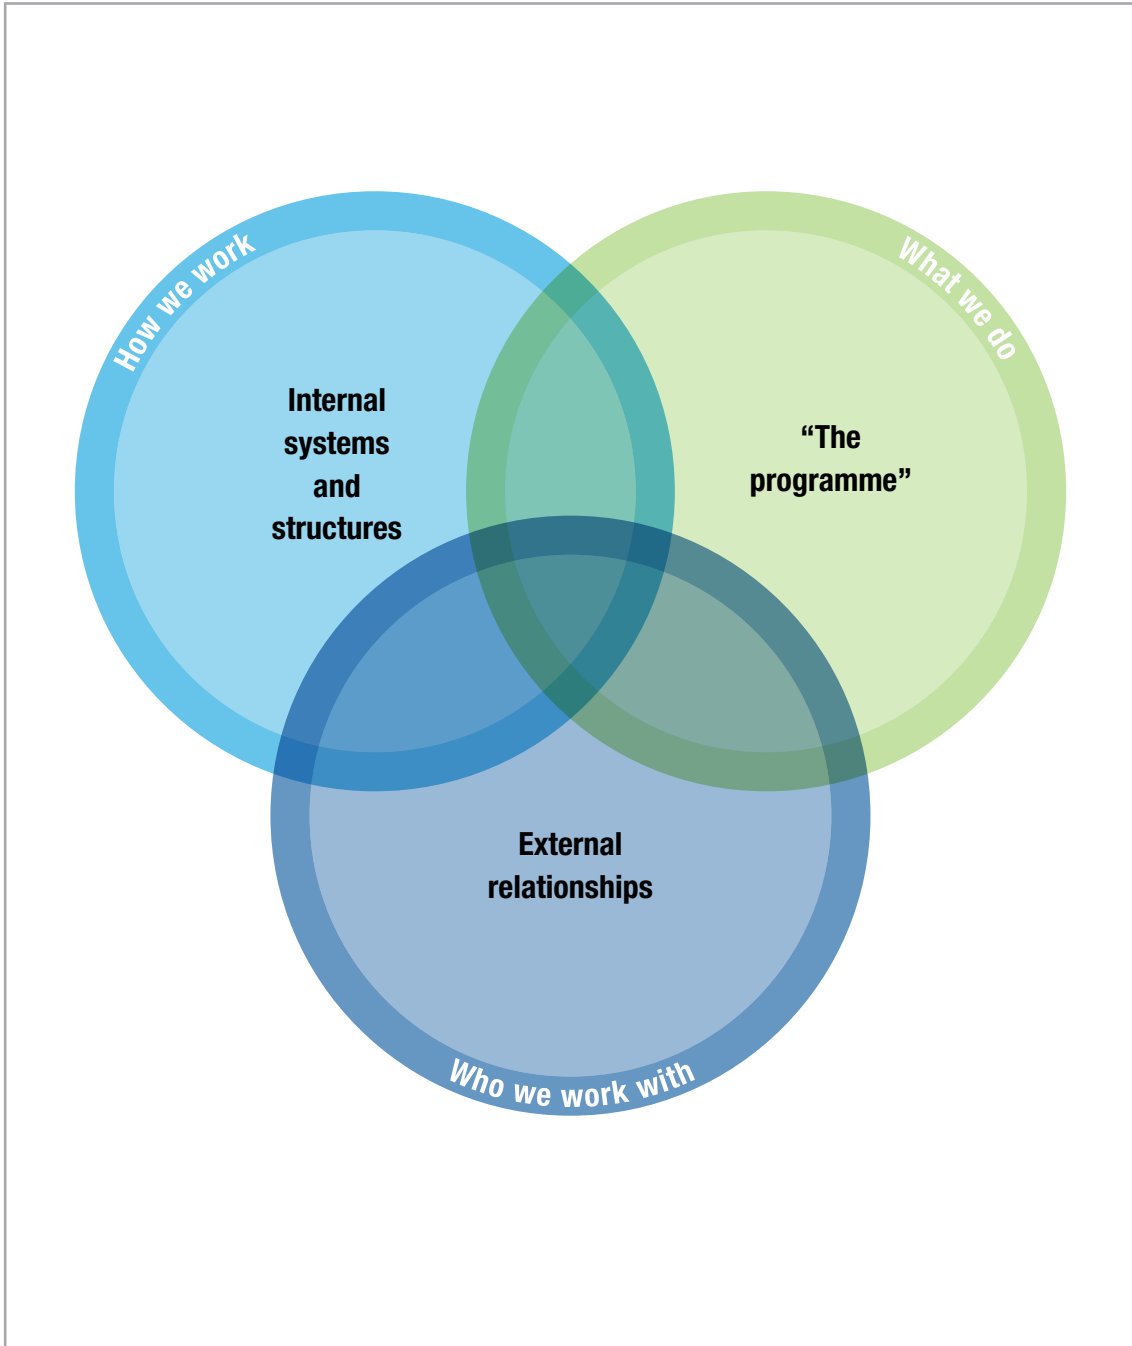 How we work
Internal
systems
and
structures
What we do
“The
programme”
External
relationships
Who we work with